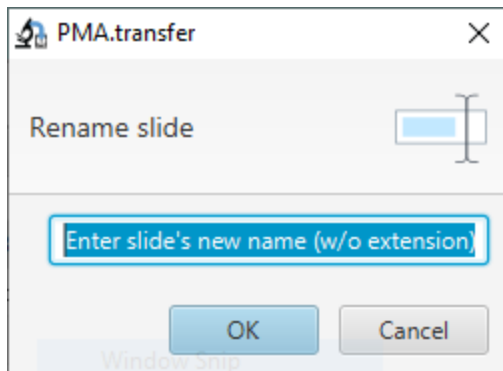 PMA.transfer
Rename slide
Enter slide's new name (w/o extension)
OK
Cancel
Window Snip